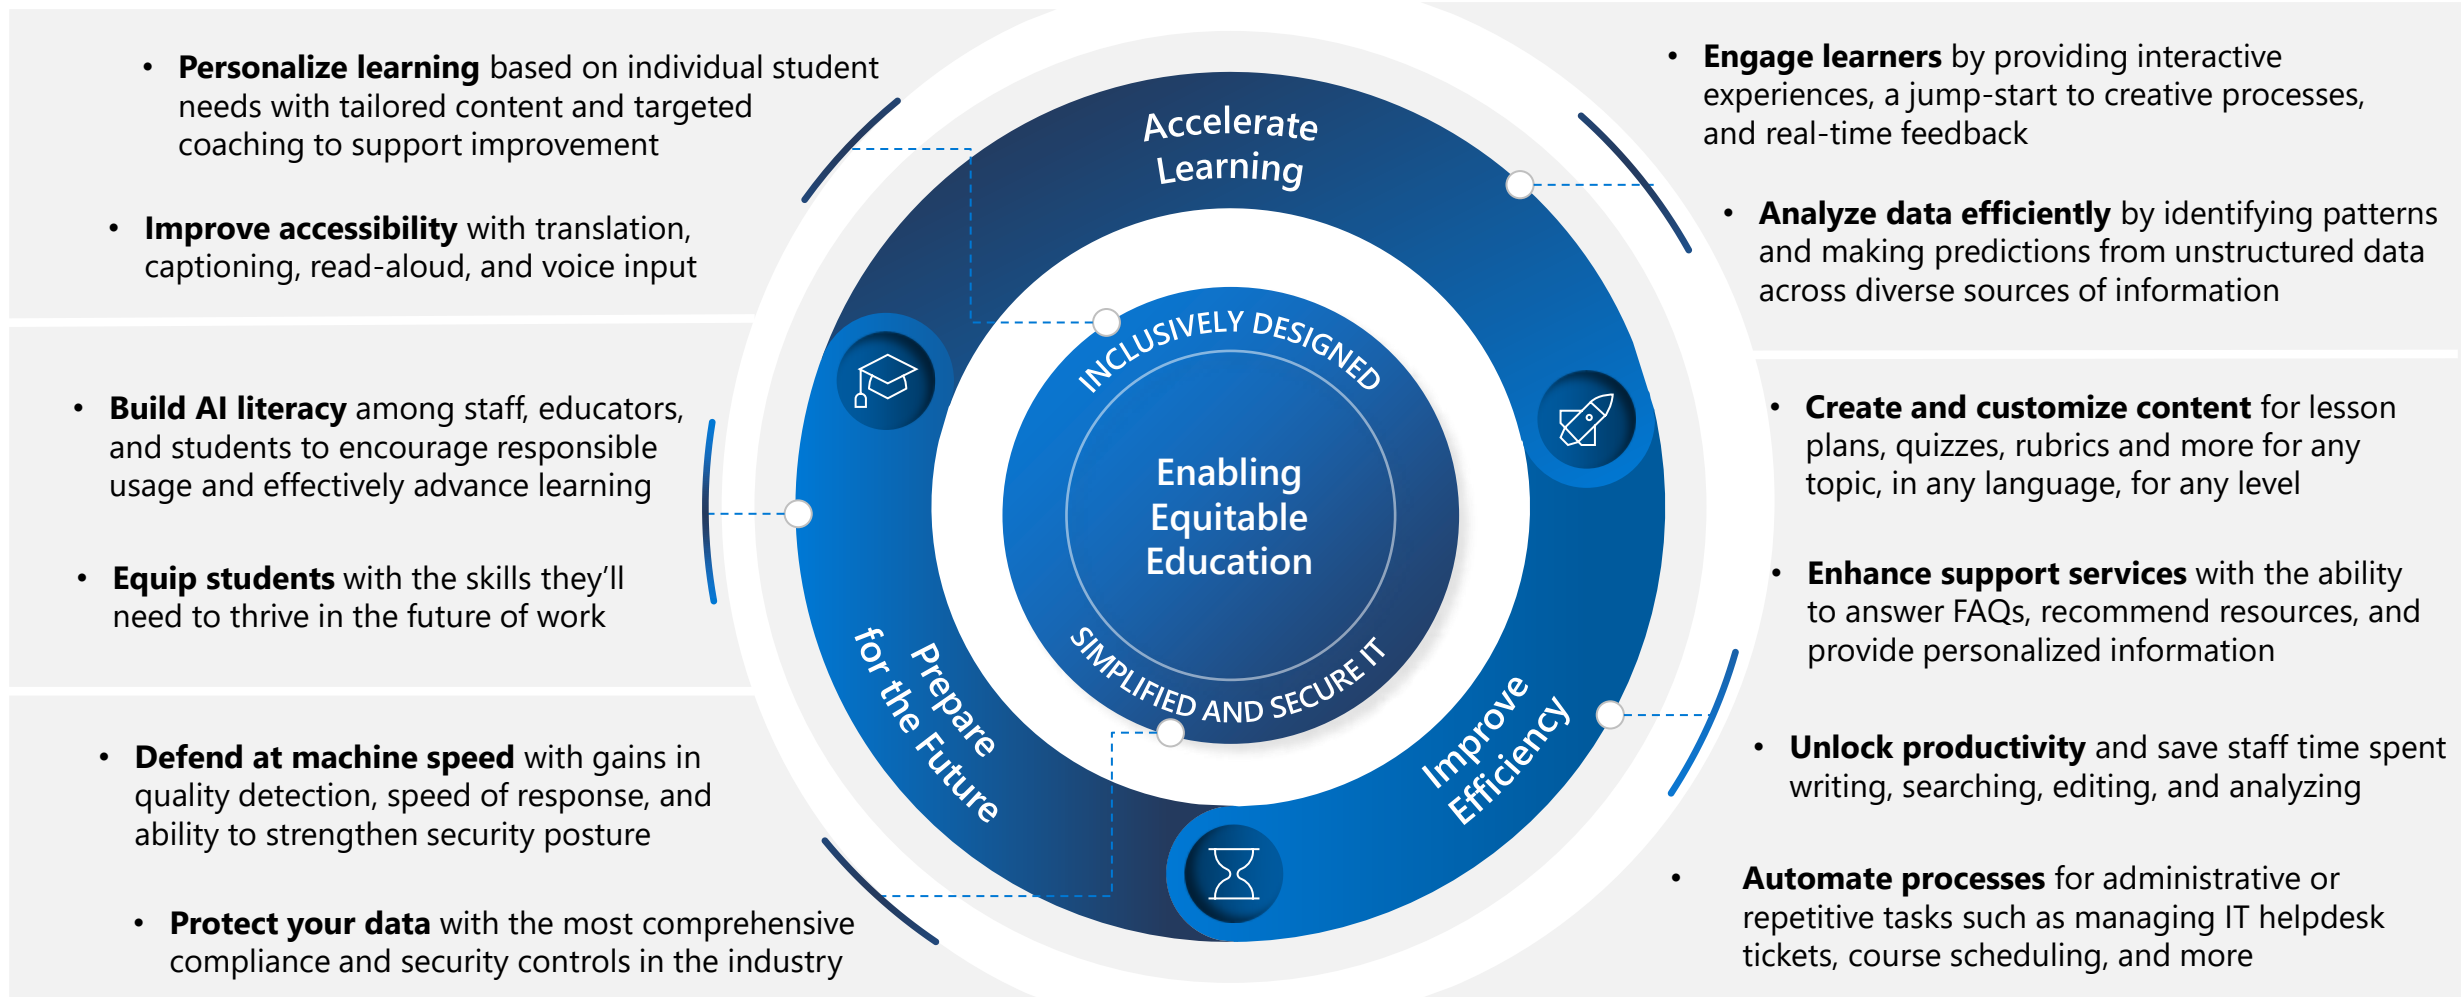 • Personalize learning based on individual student
needs with tailored content and targeted
coaching to support improvement
• Improve accessibility with translation,
captioning, read-aloud, and voice input
• Build AI literacy among staff, educators,
and students to encourage responsible
usage and effectively advance learning
• Equip students with the skills they’ll
need to thrive in the future of work
• Defend at machine speed with gains in
quality detection, speed of response, and
ability to strengthen security posture
• Protect your data with the most comprehensive
compliance and security controls in the industry
Accelerate
Learning
INCLUSIVELY DESIGNED
Enabling
Equitable
Education
SIMPLIFIED AND SECURE IT
Prepare
for the Future
Improve
Efficiency
• Engage learners by providing interactive
experiences, a jump-start to creative processes,
and real-time feedback
• Analyze data efficiently by identifying patterns
and making predictions from unstructured data
across diverse sources of information
• Create and customize content for lesson
plans, quizzes, rubrics and more for any
topic, in any language, for any level
• Enhance support services with the ability
to answer FAQs, recommend resources, and
provide personalized information
• Unlock productivity and save staff time spent
writing, searching, editing, and analyzing
• Automate processes for administrative or
repetitive tasks such as managing IT helpdesk
tickets, course scheduling, and more